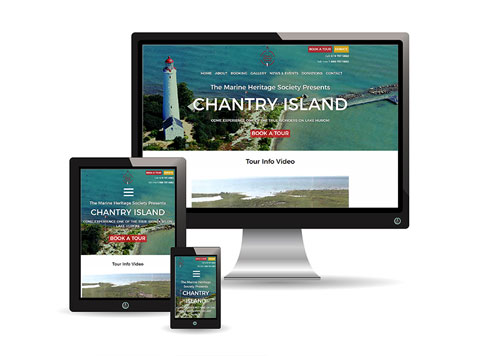 BOOK A TOUR DONATE
HOME ABOUT BOOKING GALLERY NEWS & EVENTS DONATIONS CONTACT
The Marine Heritage Society Presents
CHANTRY ISLAND
COME EXPERIENCE ONE OF THE TRUE WONDERS ON LAKE HURON!
BOOK A TOUR
Tour Info Video
The Marine Heritage Society Presents
CHANTRY ISLAND
COME EXPERIENCE ONE OF THE TRUE WONDERS ON
LAKE HURON!
BOOK A TOUR
Tour Info Video
The Marine Heritage Society
Presents
CHANTRY
ISLAND